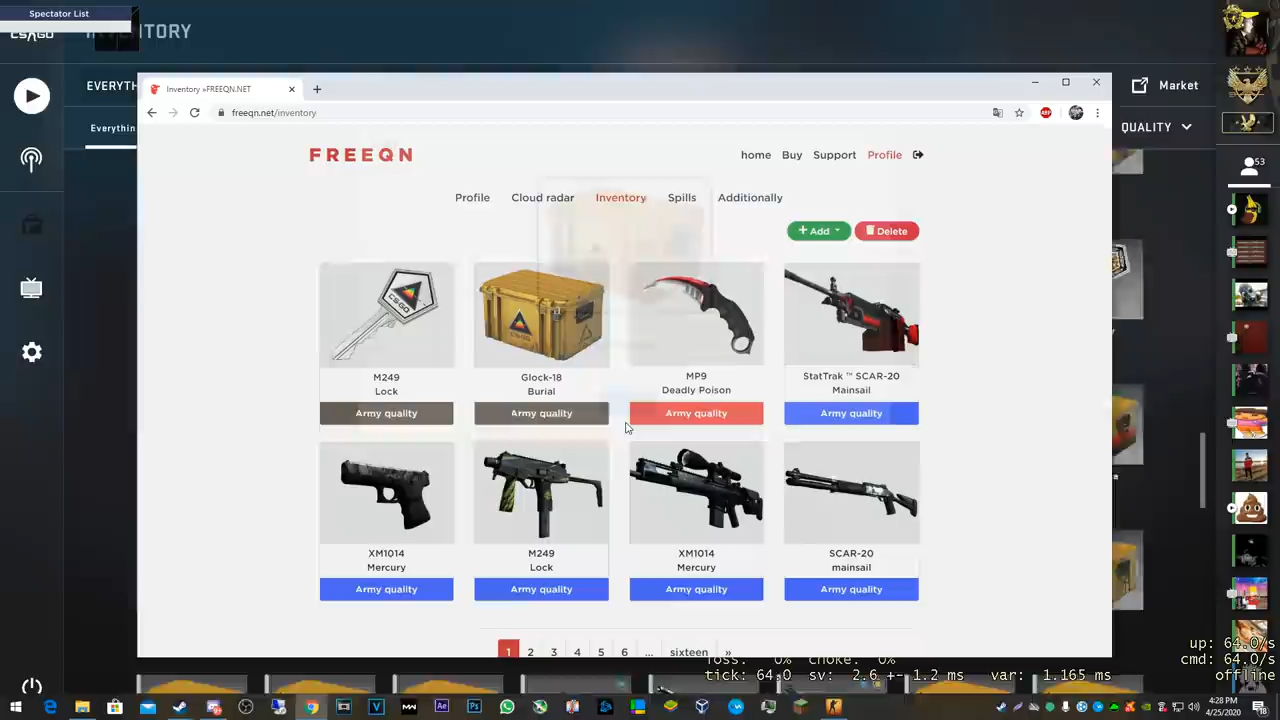 Spectator List
CS:GO
INVENTORY
EVERYTH
Everythin
Market
QUALITY
53
Inventory »FREEQN.NET
freeqn.net/inventory
ABP
FREEQN
home Buy Support Profile
Profile Cloud radar Inventory Spills Additionally
+ Add
Delete
M249
Lock
Army quality
Glock-18
Burial
Army quality
MP9
Deadly Poison
Army quality
StatTrak ™ SCAR-20
Mainsail
Army quality
XM1014
Mercury
Army quality
M249
Lock
Army quality
XM1014
Mercury
Army quality
SCAR-20
mainsail
Army quality
1 2 3 4 5 6 ... sixteen »
up: 64.0/s
cmd: 64.0/s
loss: 0% choke: 0%
tick: 64.0 sv: 2.6 +- 1.2 ms var: 1.165 ms
offline
4:28 PM
4/25/2020
18